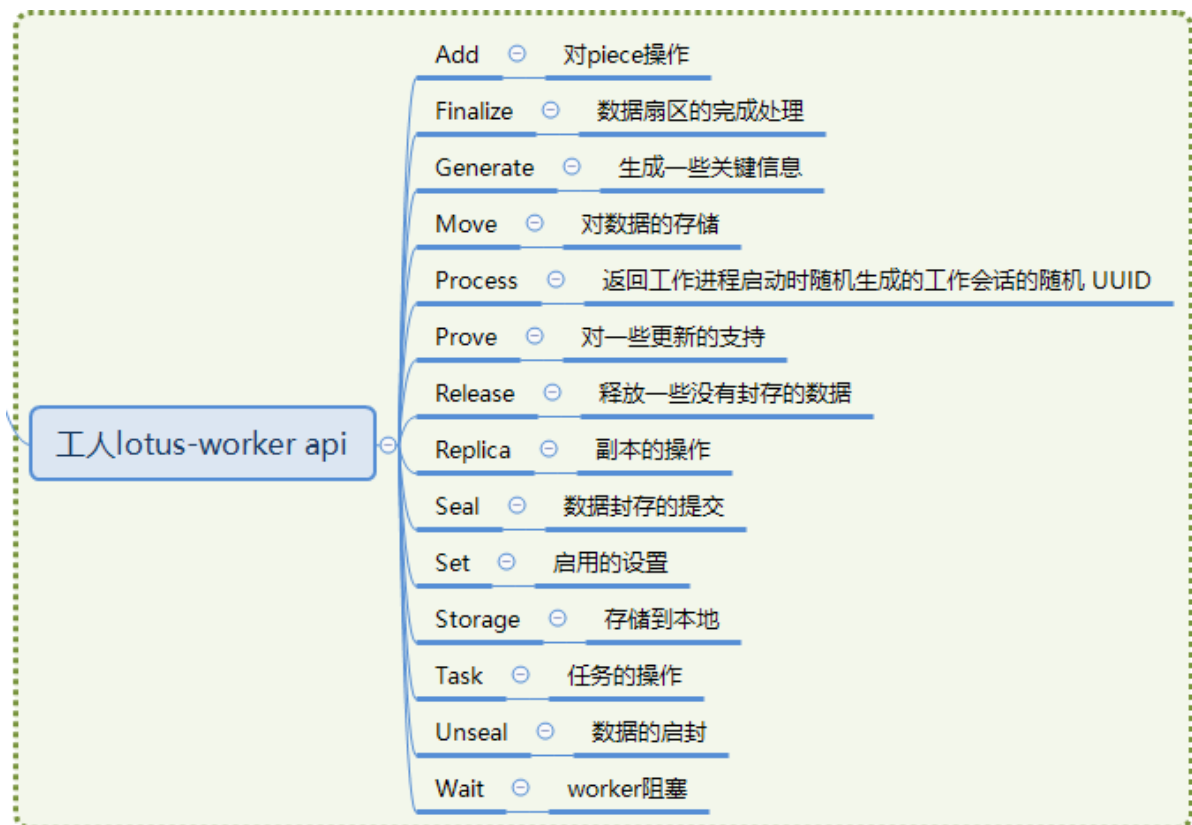 Add 对piece操作
Finalize 数据扇区的完成处理
Generate 生成一些关键信息
Move 对数据的存储
Process 返回工作进程启动时随机生成的工作会话的随机 UUID
Prove 对一些更新的支持
Release 释放一些没有封存的数据
工人lotus-worker api
Replica 副本的操作
Seal 数据封存的提交
Set 启用的设置
Storage 存储到本地
Task 任务的操作
Unseal 数据的启封
Wait worker阻塞